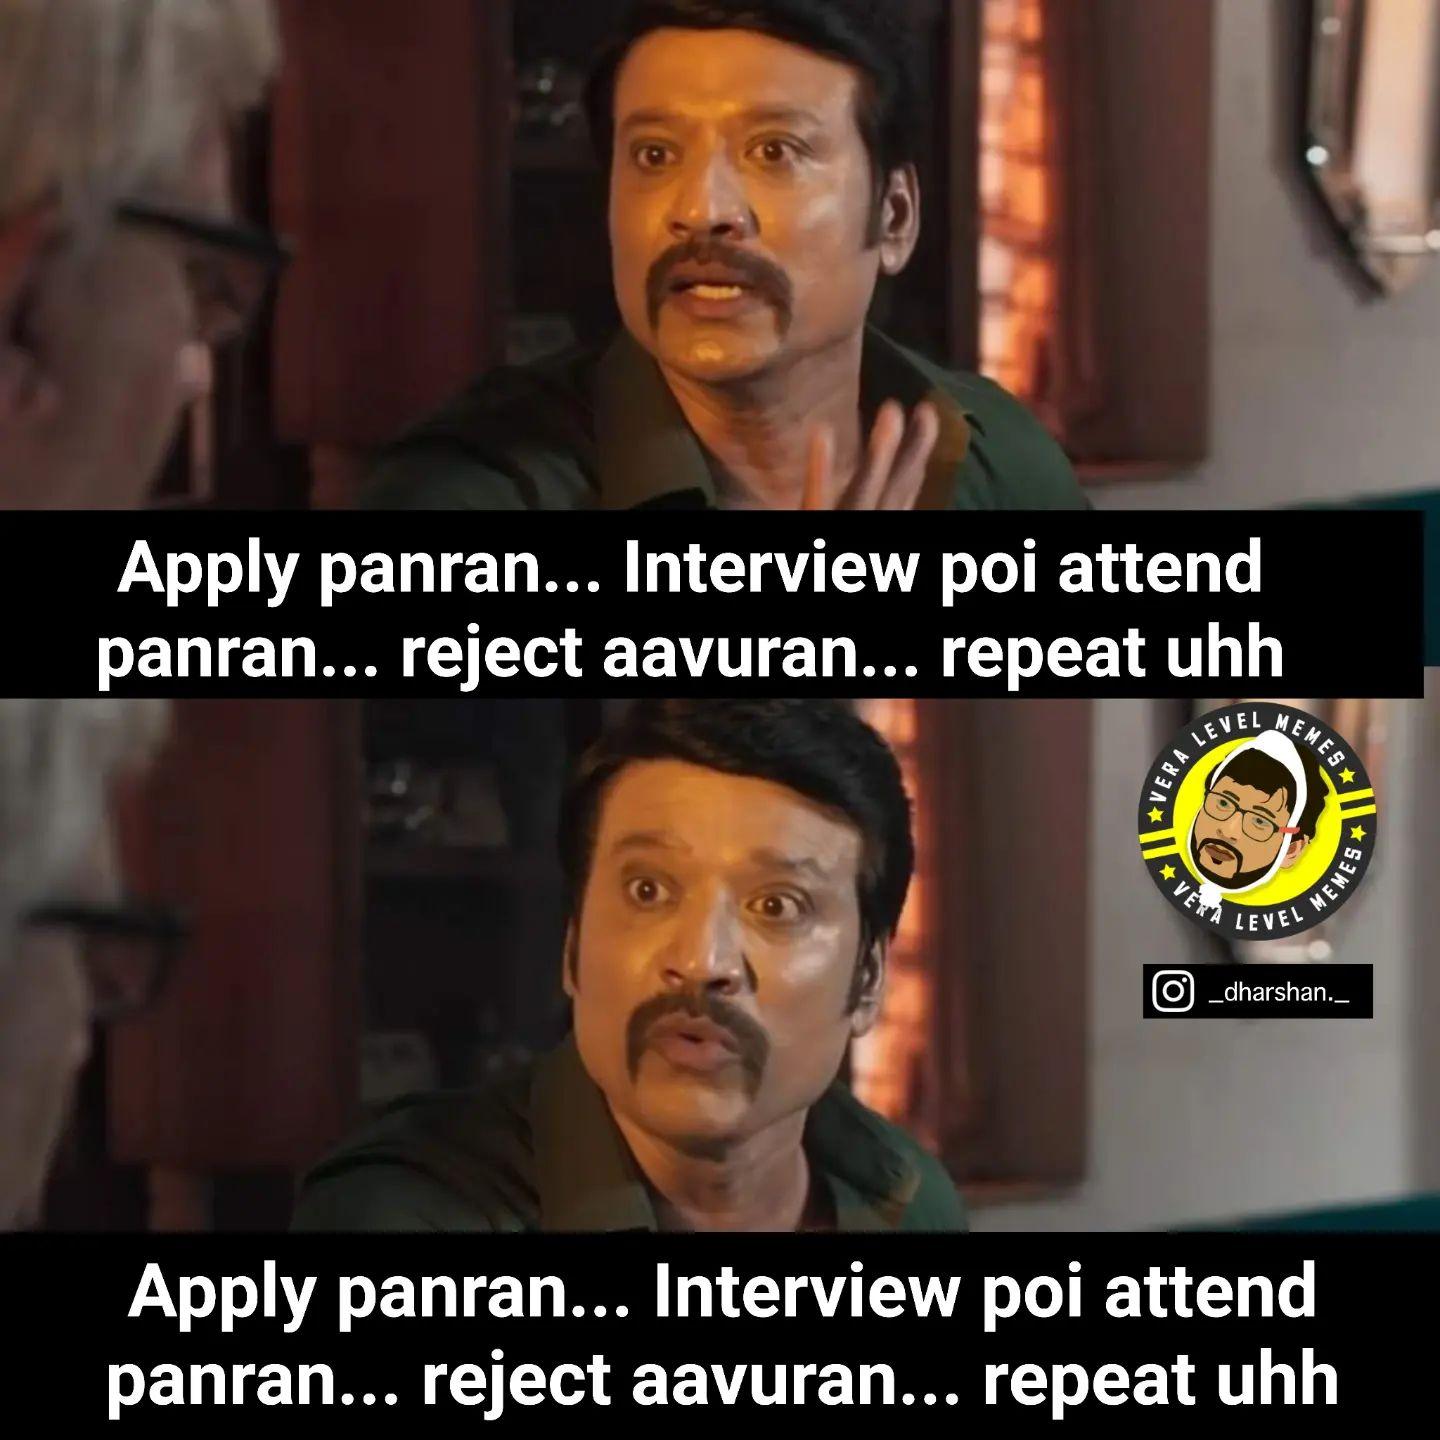 Apply panran... Interview poi attend
panran... reject aavuran... repeat uhh
VERA LEVEL MEMES
VERA LEVEL MEMES
_dharshan._
Apply panran... Interview poi attend
panran... reject aavuran... repeat uhh